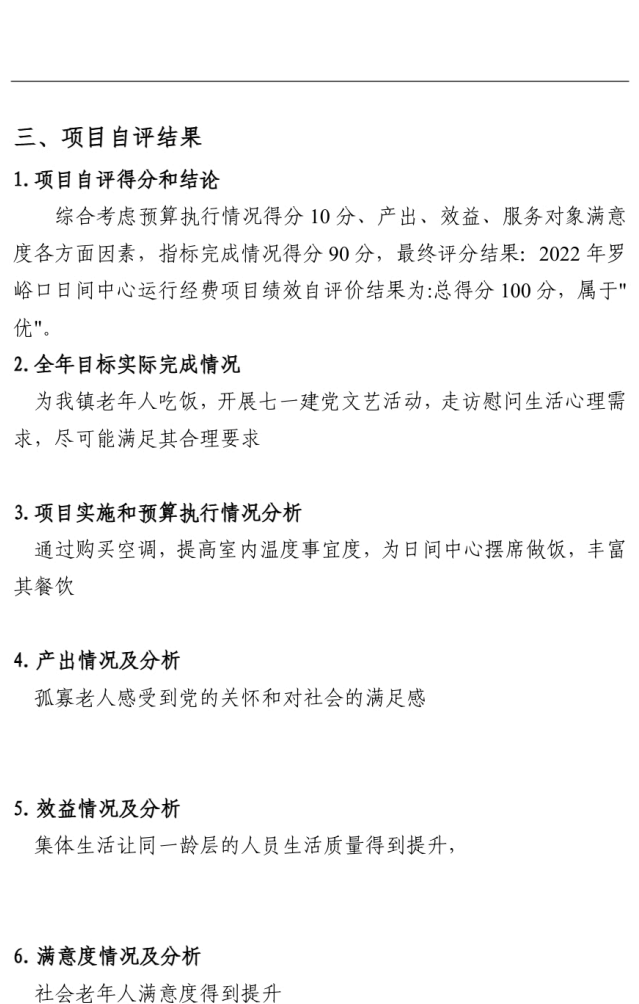 三、项目自评结果
1. 项目自评得分和结论
综合考虑预算执行情况得分 10 分、产出、效益、服务对象满意
度各方面因素，指标完成情况得分 90 分，最终评分结果：2022 年罗
峪口日间中心运行经费项目绩效自评价结果为:总得分 100 分，属于"
优"。
2. 全年目标实际完成情况
为我镇老年人吃饭，开展七一建党文艺活动，走访慰问生活心理需
求，尽可能满足其合理要求
3. 项目实施和预算执行情况分析
通过购买空调，提高室内温度事宜度，为日间中心摆席做饭，丰富
其餐饮
4. 产出情况及分析
孤寡老人感受到党的关怀和对社会的满足感
5. 效益情况及分析
集体生活让同一龄层的人员生活质量得到提升，
6. 满意度情况及分析
社会老年人满意度得到提升